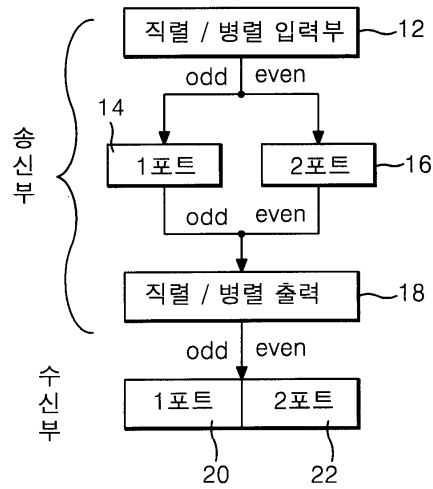 직렬 / 병렬 입력부
12
odd
even
14
1포트
2포트
16
송신부
odd
even
직렬 / 병렬 출력
18
odd
even
수신부
1포트
2포트
20
22